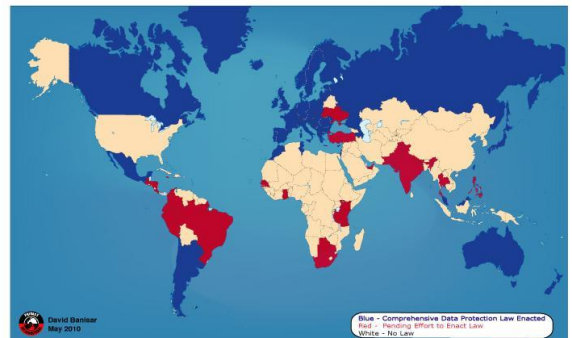 David Banisar
May 2010
Blue - Comprehensive Data Protection Law Enacted
Red - Pending Effort to Enact Law
White - No Law